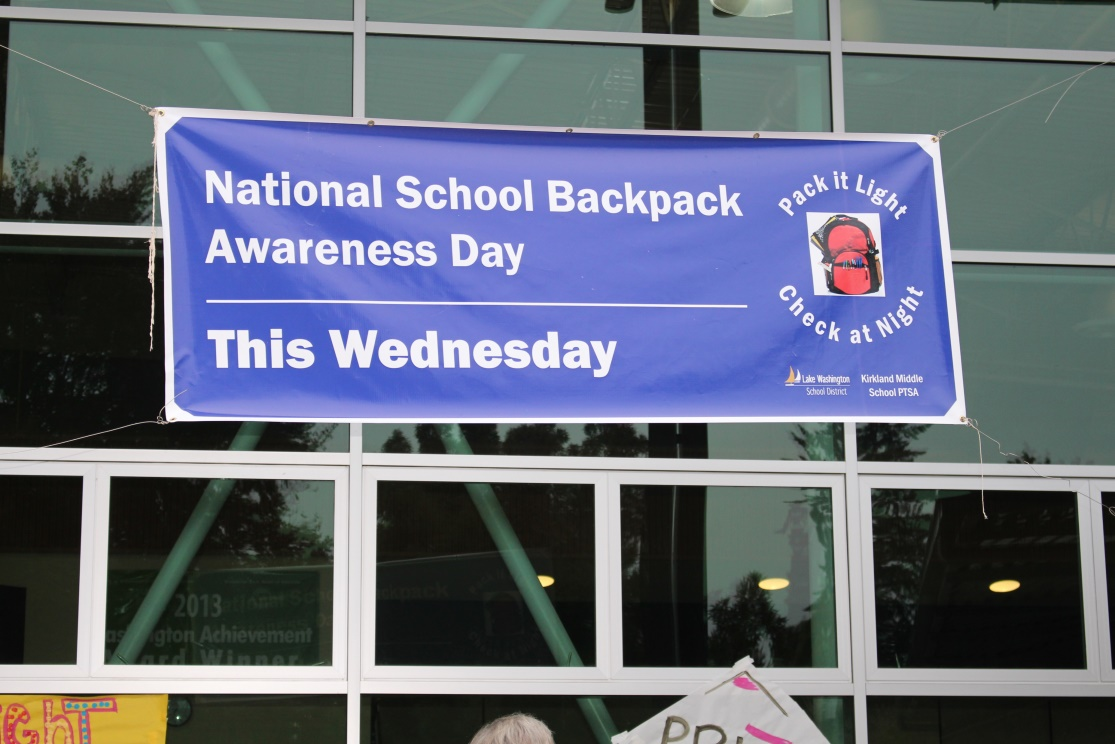 National School Backpack
Awareness Day
This Wednesday
Pack it Light
Check at Night
Lake Washington
School District
Kirkland Middle
School PTSA
2013
Achievement
Winner